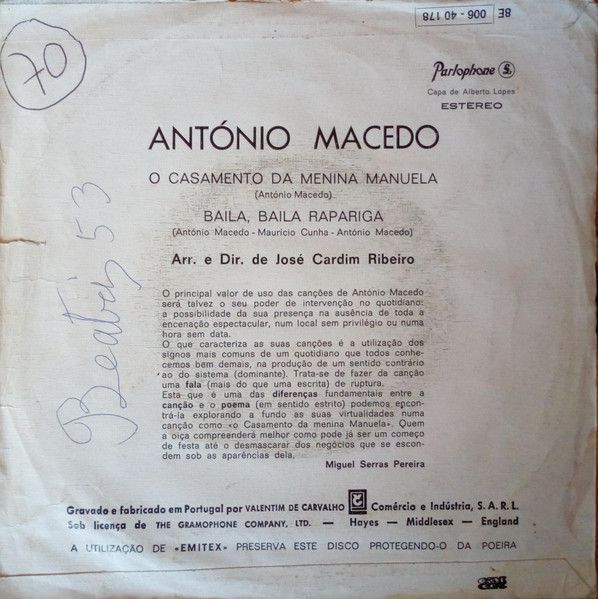 8E 006 - 40 178
70
Parlophone
Capa de Alberto Lopes
ESTÉREO
ANTÓNIO MACEDO
O CASAMENTO DA MENINA MANUELA
(António Macedo)
BAILA, BAILA RAPARIGA
(António Macedo - Maurício Cunha - António Macedo)
Arr. e Dir. de José Cardim Ribeiro
O principal valor de uso das canções de António Macedo
será talvez o seu poder de intervenção no quotidiano:
a possibilidade da sua presença na ausência de toda a
encenação espectacular, num local sem privilégio ou numa
hora sem data.
O que caracteriza as suas canções é a utilização dos
signos mais comuns de um quotidiano que todos conhe-
cemos bem demais, na produção de um sentido contrário
ao do sistema (dominante). Trata-se de fazer da canção
uma fala (mais do que uma escrita) de ruptura.
Esta que é uma das diferenças fundamentais entre a
canção e o poema (em sentido estrito) podemos encon-
trá-la explorando a fundo as suas virtualidades numa
canção como «o Casamento da menina Manuela». Quem
a oiça compreenderá melhor como pode já ser um começo
de festa até o desmascarar dos negócios que se escon-
dem sob as aparências dela.
Miguel Serras Pereira
Beatriz 53
Gravado e fabricado em Portugal por VALENTIM DE CARVALHO Comércio e Indústria, S. A. R. L.
Sob licença de THE GRAMOPHONE COMPANY, LTD. — Hayes - Middlesex — England
A UTILIZAÇÃO DE «EMITEX» PRESERVA ESTE DISCO PROTEGENDO-O DA POEIRA